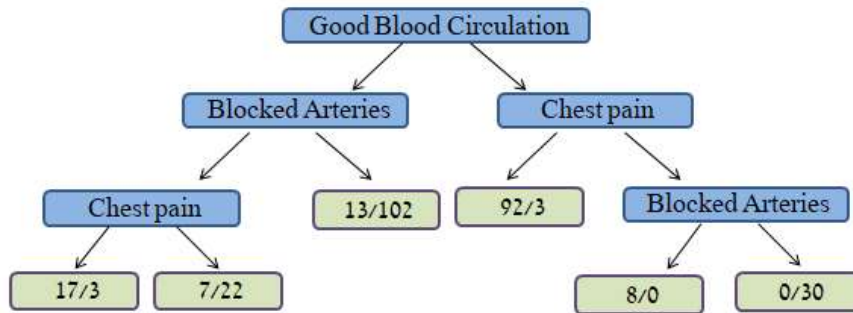 Good Blood Circulation
Blocked Arteries
Chest pain
Chest pain
13/102
92/3
Blocked Arteries
17/3
7/22
8/0
0/30